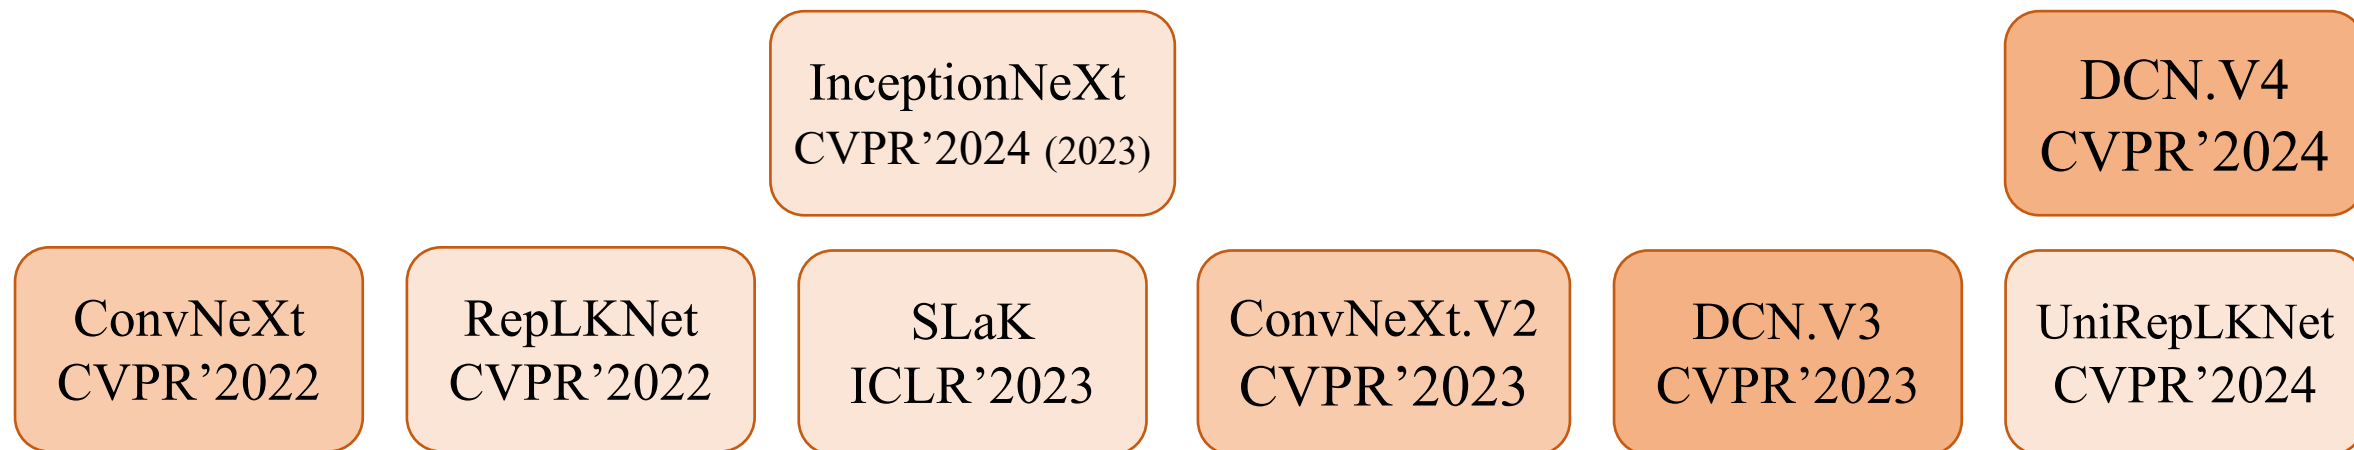 InceptionNeXt
CVPR’2024 (2023)
DCN.V4
CVPR’2024
ConvNeXt
CVPR’2022
RepLKNet
CVPR’2022
SLaK
ICLR’2023
ConvNeXt.V2
CVPR’2023
DCN.V3
CVPR’2023
UniRepLKNet
CVPR’2024